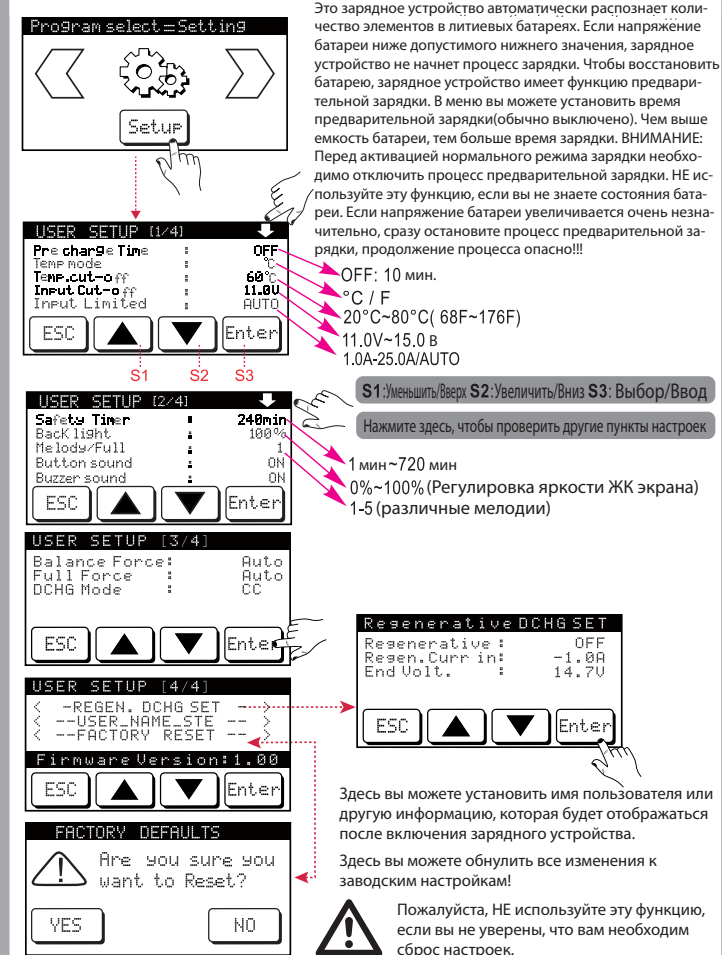 Это зарядное устройство автоматически распознает коли-
чество элементов в литиевых батареях. Если напряжение
батареи ниже допустимого нижнего значения, зарядное
устройство не начнет процесс зарядки. Чтобы восстановить
батарею, зарядное устройство имеет функцию предвари-
тельной зарядки. В меню вы можете установить время
предварительной зарядки(обычно выключено). Чем выше
емкость батареи, тем больше время зарядки. ВНИМАНИЕ:
Перед активацией нормального режима зарядки необхо-
димо отключить процесс предварительной зарядки. НЕ ис-
пользуйте эту функцию, если вы не знаете состояния бата-
реи. Если напряжение батареи увеличивается очень незна-
чительно, сразу остановите процесс предварительной за-
рядки, продолжение процесса опасно!!!
Program select=Setting
Setup
USER SETUP [1/4]
Pre charge Time : OFF
Temp mode : °C
Temp.cut-off : 60°C
Input Cut-off : 11.0V
Input Limited : AUTO
ESC Enter
S1 S2 S3
OFF: 10 мин.
°C / F
20°C~80°C( 68F~176F)
11.0V~15.0 В
1.0A-25.0A/AUTO
S1:Уменьшить/Вверх S2:Увеличить/Вниз S3: Выбор/Ввод
Нажмите здесь, чтобы проверить другие пункты настроек
USER SETUP [2/4]
Safety Timer : 240min
Back light : 100%
Melody/Full : 1
Button sound : ON
Buzzer sound : ON
ESC Enter
1 мин~720 мин
0%~100% (Регулировка яркости ЖК экрана)
1-5 (различные мелодии)
USER SETUP [3/4]
Balance Force: Auto
Full Force : Auto
DCHG Mode : CC
ESC Enter
USER SETUP [4/4]
< -REGEN. DCHG SET - >
< --USER_NAME_STE -- >
< --FACTORY RESET -- >
Firmware Version:1.00
ESC Enter
Regenerative DCHG SET
Regenerative : OFF
Regen.Curr in: -1.0A
End Volt. : 14.7V
ESC Enter
FACTORY DEFAULTS
Are you sure you
want to Reset?
YES NO
Здесь вы можете установить имя пользователя или
другую информацию, которая будет отображаться
после включения зарядного устройства.
Здесь вы можете обнулить все изменения к
заводским настройкам!
Пожалуйста, НЕ используйте эту функцию,
если вы не уверены, что вам необходим
сброс настроек.